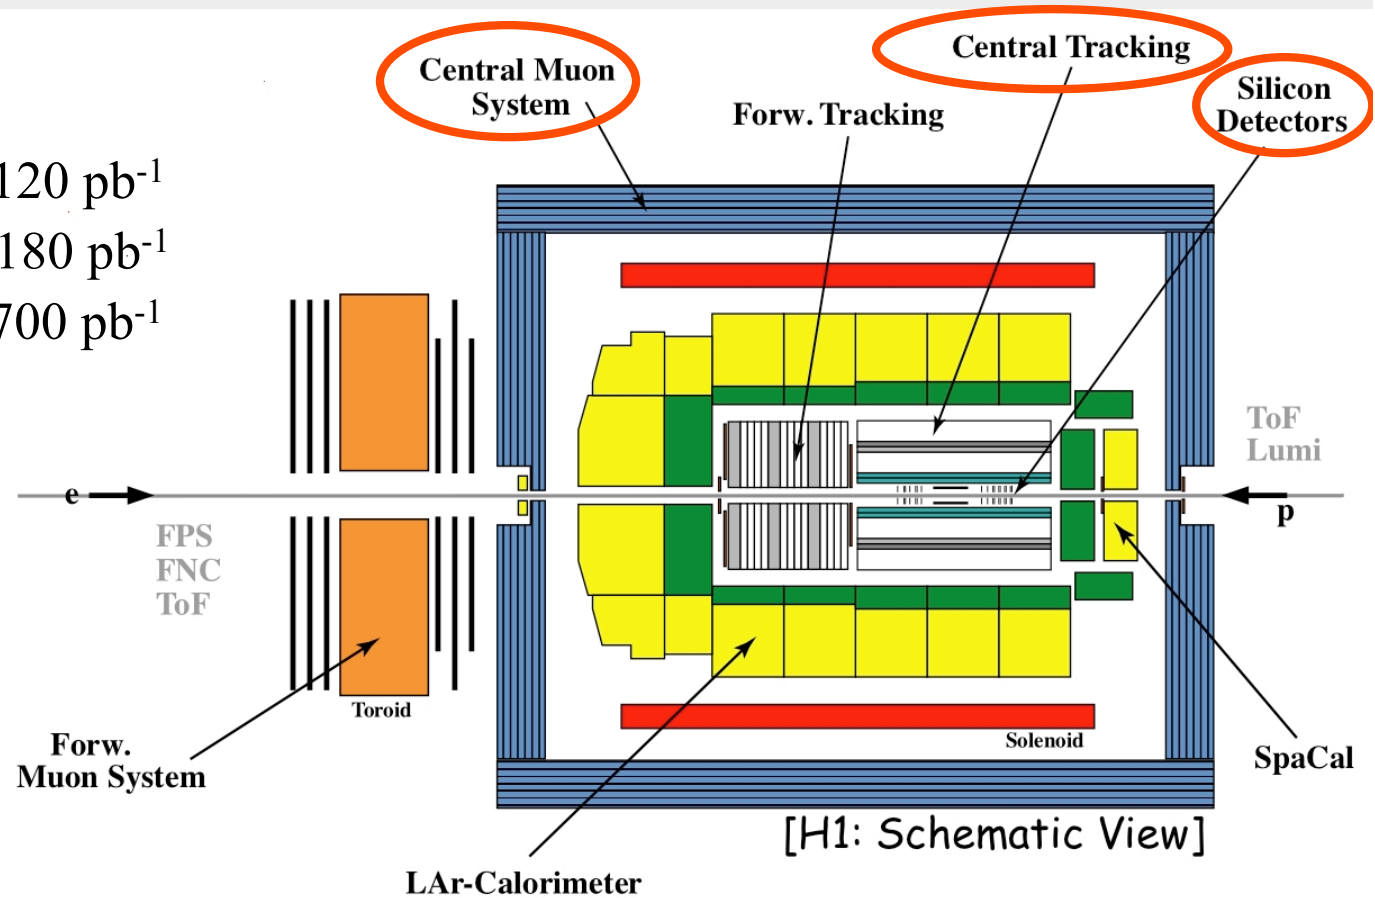 Central Muon
System
Central Tracking
Silicon
Detectors
Forw. Tracking
120 pb-1
180 pb-1
700 pb-1
ToF
Lumi
e
p
FPS
FNC
ToF
Toroid
Forw.
Muon System
Solenoid
SpaCal
[H1: Schematic View]
LAr-Calorimeter